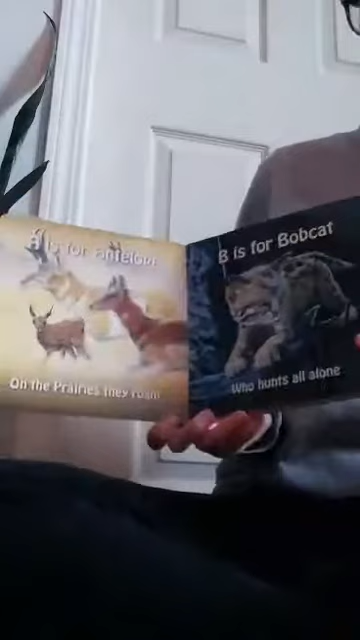 A is for Antelope
On the Prairies they roam
B is for Bobcat
Who hunts all alone